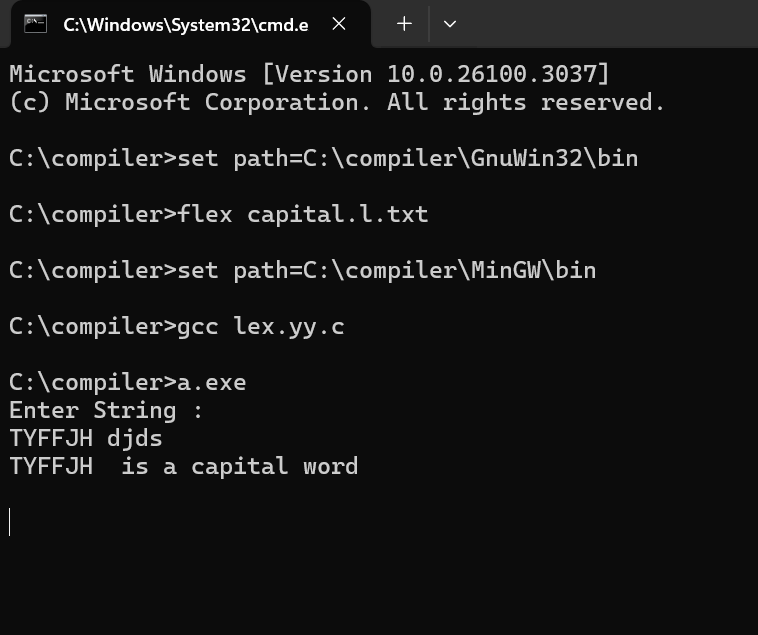 C:\Windows\System32\cmd.e
Microsoft Windows [Version 10.0.26100.3037]
(c) Microsoft Corporation. All rights reserved.
C:\compiler>set path=C:\compiler\GnuWin32\bin
C:\compiler>flex capital.l.txt
C:\compiler>set path=C:\compiler\MinGW\bin
C:\compiler>gcc lex.yy.c
C:\compiler>a.exe
Enter String :
TYFFJH djds
TYFFJH  is a capital word